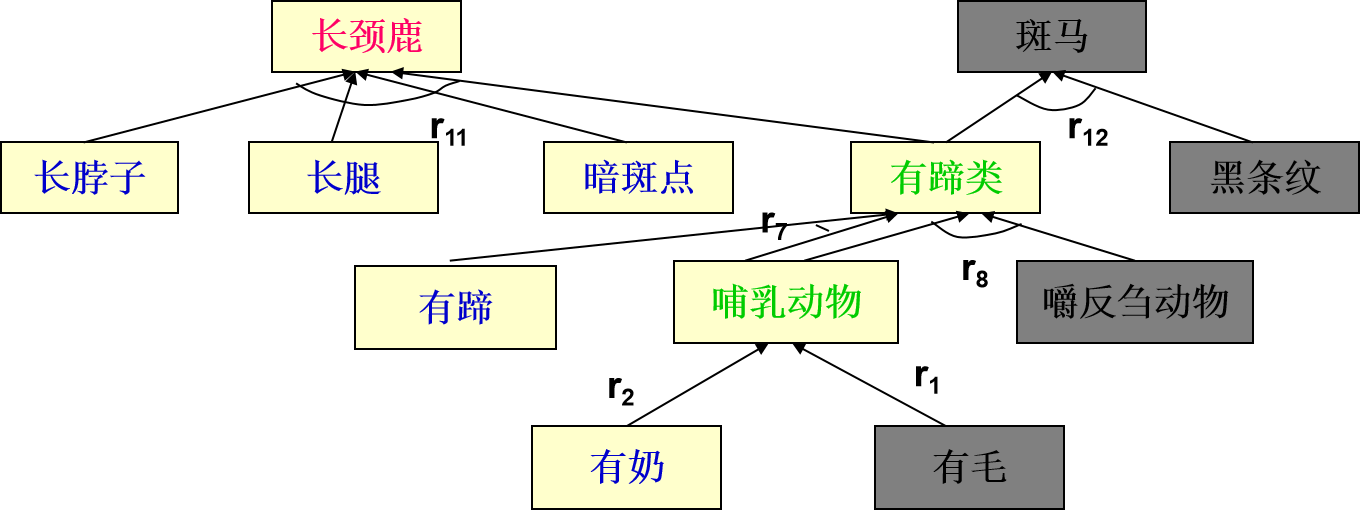 长颈鹿
斑马
r11
r12
长脖子
长腿
暗斑点
有蹄类
黑条纹
r7
r8
有蹄
哺乳动物
嚼反刍动物
r2
r1
有奶
有毛